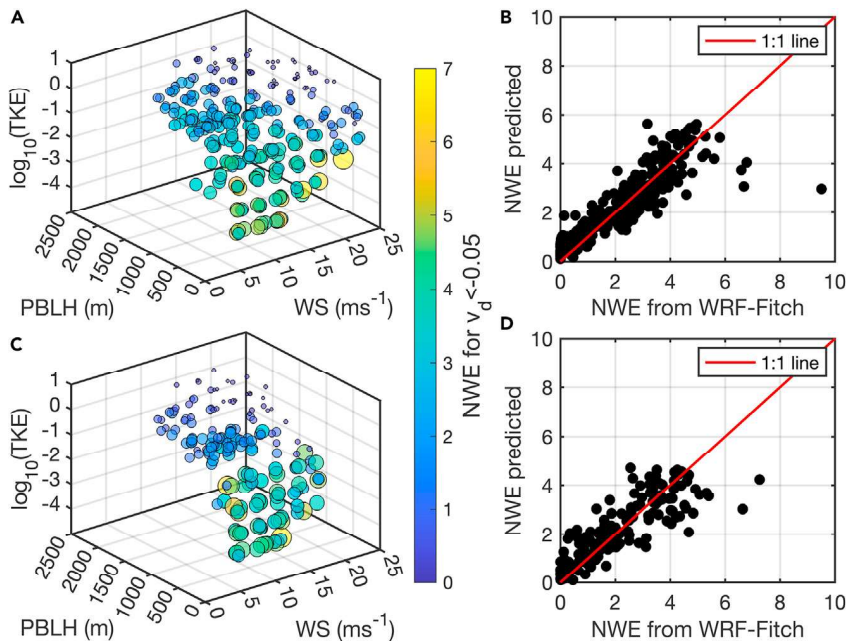 A
1
0
-1
-2
-3
-4
log10(TKE)
2500
2000
1500
1000
500
0
PBLH (m)
0
5
10
15
20
25
WS (ms-1)
7
6
5
4
3
2
1
0
NWE for vd<-0.05
B
1:1 line
10
8
6
4
2
0
NWE predicted
0 2 4 6 8 10
NWE from WRF-Fitch
C
1
0
-1
-2
-3
-4
log10(TKE)
2500
2000
1500
1000
500
0
PBLH (m)
0
5
10
15
20
25
WS (ms-1)
D
1:1 line
10
8
6
4
2
0
NWE predicted
0 2 4 6 8 10
NWE from WRF-Fitch